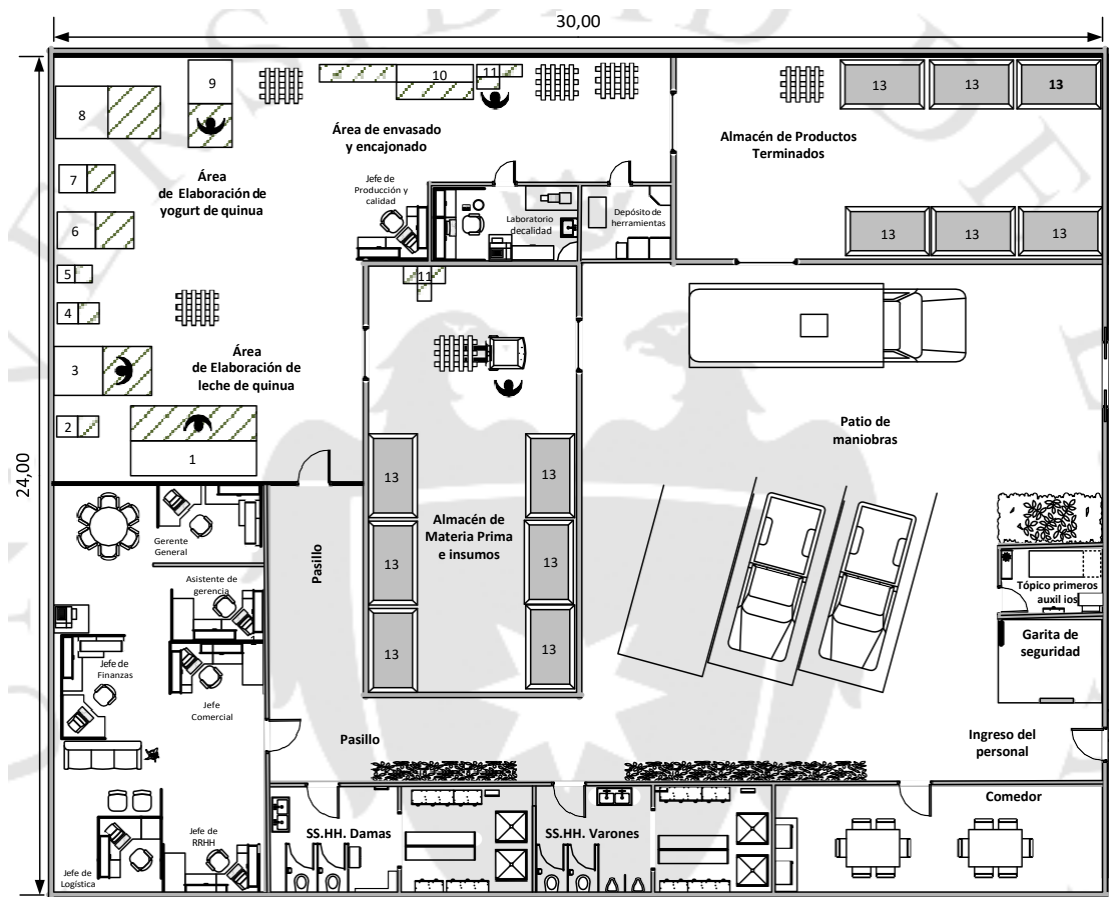 30,00
24,00
9
10
11
8
13
13
13
Área de envasado
y encajonado
Almacén de Productos
Terminados
7
Área
de Elaboración de
yogurt de quinua
Jefe de
Producción y
calidad
6
Laboratorio
decalidad
Depósito de
herramientas
13
13
13
5
11
4
Área
de Elaboración de
leche de quinua
3
2
1
Patio de
maniobras
13
13
Almacén de
Materia Prima
e insumos
Gerente
General
Pasillo
Asistente de
gerencia
13
13
Tópico primeros
auxil ios
Garita de
seguridad
13
13
Jefe de
Finanzas
Jefe
Comercial
Pasillo
Ingreso del
personal
Comedor
SS.HH. Damas
SS.HH. Varones
Jefe de
RRHH
Jefe de
Logística